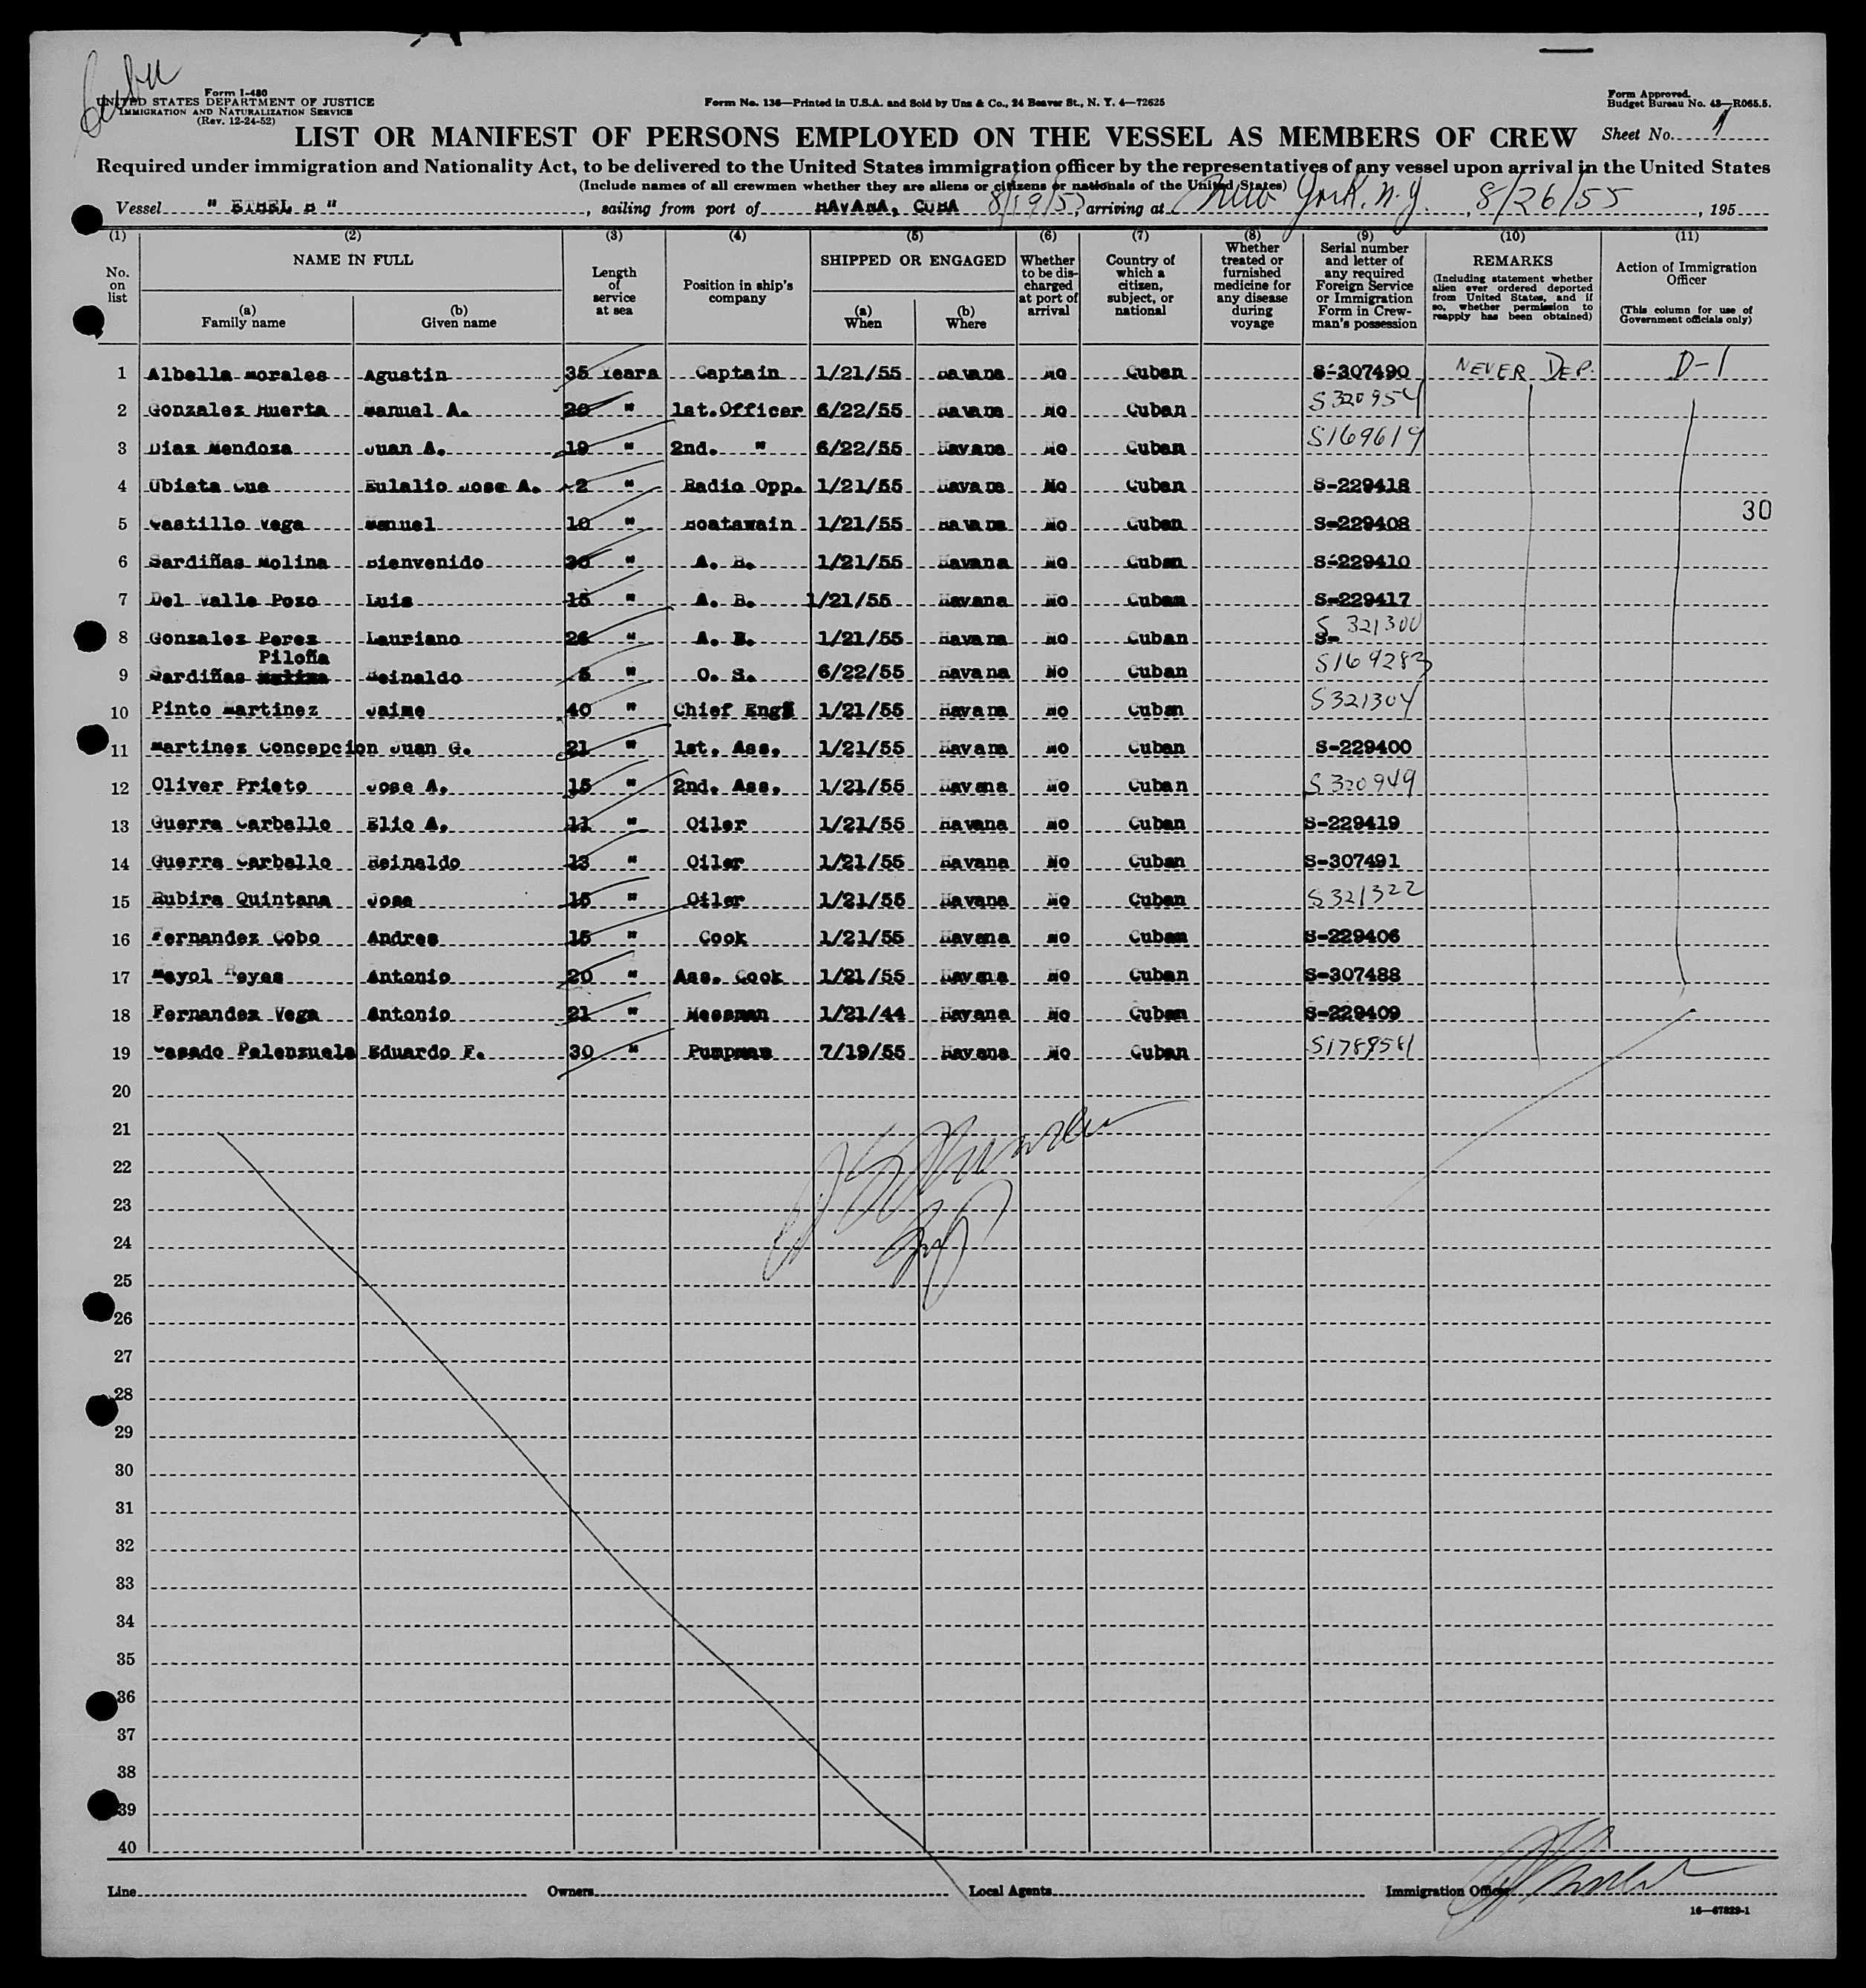 Cuba
Form I-480
UNITED STATES DEPARTMENT OF JUSTICE
IMMIGRATION AND NATURALIZATION SERVICE
(Rev. 12-24-52)
Form No. 136—Printed in U.S.A. and Sold by Unz & Co., 24 Beaver St., N. Y. 4—72625
Form Approved.
Budget Bureau No. 43—R065.5.
LIST OR MANIFEST OF PERSONS EMPLOYED ON THE VESSEL AS MEMBERS OF CREW Sheet No. 1
Required under immigration and Nationality Act, to be delivered to the United States immigration officer by the representatives of any vessel upon arrival in the United States
(Include names of all crewmen whether they are aliens or citizens or nationals of the United States)
Vessel " ETHEL " , sailing from port of HAVANA, CUBA 8/19/55, arriving at New York. N.Y. , 8/26/55 , 195
(1) (2) (3) (4) (5) (6) (7) (8) (9) (10) (11)
No. on list
NAME IN FULL
(a) Family name
(b) Given name
Length of service at sea
Position in ship's company
SHIPPED OR ENGAGED
(a) When
(b) Where
Whether to be discharged at port of arrival
Country of which a citizen, subject, or national
Whether treated or furnished medicine for any disease during voyage
Serial number and letter of any required Foreign Service or Immigration Form in Crewman's possession
REMARKS
(Including statement whether alien ever ordered deported from United States, and if so, whether permission to reapply has been obtained)
Action of Immigration Officer
(This column for use of Government officials only)
1 Albella Morales Agustin 35 Years Captain 1/21/55 Havana No Cuban S-307490 NEVER DEP. D-1
2 Gonzalez Huerta Manuel A. 20 " 1st.Officer 6/22/55 Havana No Cuban S320954
3 Diaz Mendoza Juan A. 19 " 2nd. " 6/22/55 Havana No Cuban S169619
4 Ubieta Cue Eulalio Jose A. 2 " Radio Opp. 1/21/55 Havana No Cuban S-229418
30
5 Castillo Vega Manuel 10 " Boatswain 1/21/55 Havana No Cuban S-229408
6 Sardiñas Molina Bienvenido 30 " A. B. 1/21/55 Havana No Cuban S-229410
7 Del Valle Pozo Luis 15 " A. B. 1/21/55 Havana No Cuban S-229417
8 Gonzales Perez Lauriano 26 " A. B. 1/21/55 Havana No Cuban S- S 321300
Piloña
9 Sardiñas Reinaldo 5 " O. S. 6/22/55 Havana No Cuban S169283
10 Pinto Martinez Jaime 40 " Chief Eng 1/21/55 Havana No Cuban S321304
11 Martinez Concepcion Juan G. 21 " 1st. Ass. 1/21/55 Havana No Cuban S-229400
12 Oliver Prieto Jose A. 15 " 2nd. Ass. 1/21/55 Havana No Cuban S320949
13 Guerra Carballo Elio A. 11 " Oiler 1/21/55 Havana No Cuban S-229419
14 Guerra Carballo Reinaldo 13 " Oiler 1/21/55 Havana No Cuban S-307491
15 Rubira Quintana Jose 15 " Oiler 1/21/55 Havana No Cuban S321322
16 Fernandez Cobo Andres 15 " Cook 1/21/55 Havana No Cuban S-229406
17 Mayol Reyes Antonio 20 " Ass. Cook 1/21/55 Havana No Cuban S-307488
18 Fernandez Vega Antonio 21 " Messman 1/21/44 Havana No Cuban S-229409
19 Casado Palenzuela Eduardo F. 30 " Pumpman 7/19/55 Havana No Cuban S1789581
20
21
22
23
24
25
26
27
28
29
30
31
32
33
34
35
36
37
38
39
40
Line Owners Local Agents Immigration Officer
16—67829-1